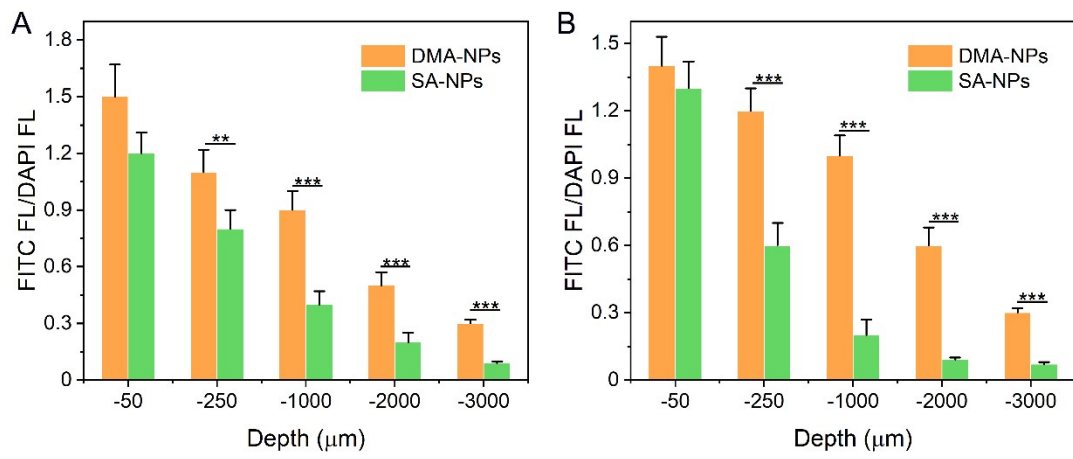 A
FITC FL/DAPI FL
1.8
1.5
1.2
0.9
0.6
0.3
0
DMA-NPs
SA-NPs
**
***
***
***
-50 -250 -1000 -2000 -3000
Depth (μm)
B
FITC FL/DAPI FL
1.5
1.2
0.9
0.6
0.3
0
DMA-NPs
SA-NPs
***
***
***
***
-50 -250 -1000 -2000 -3000
Depth (μm)